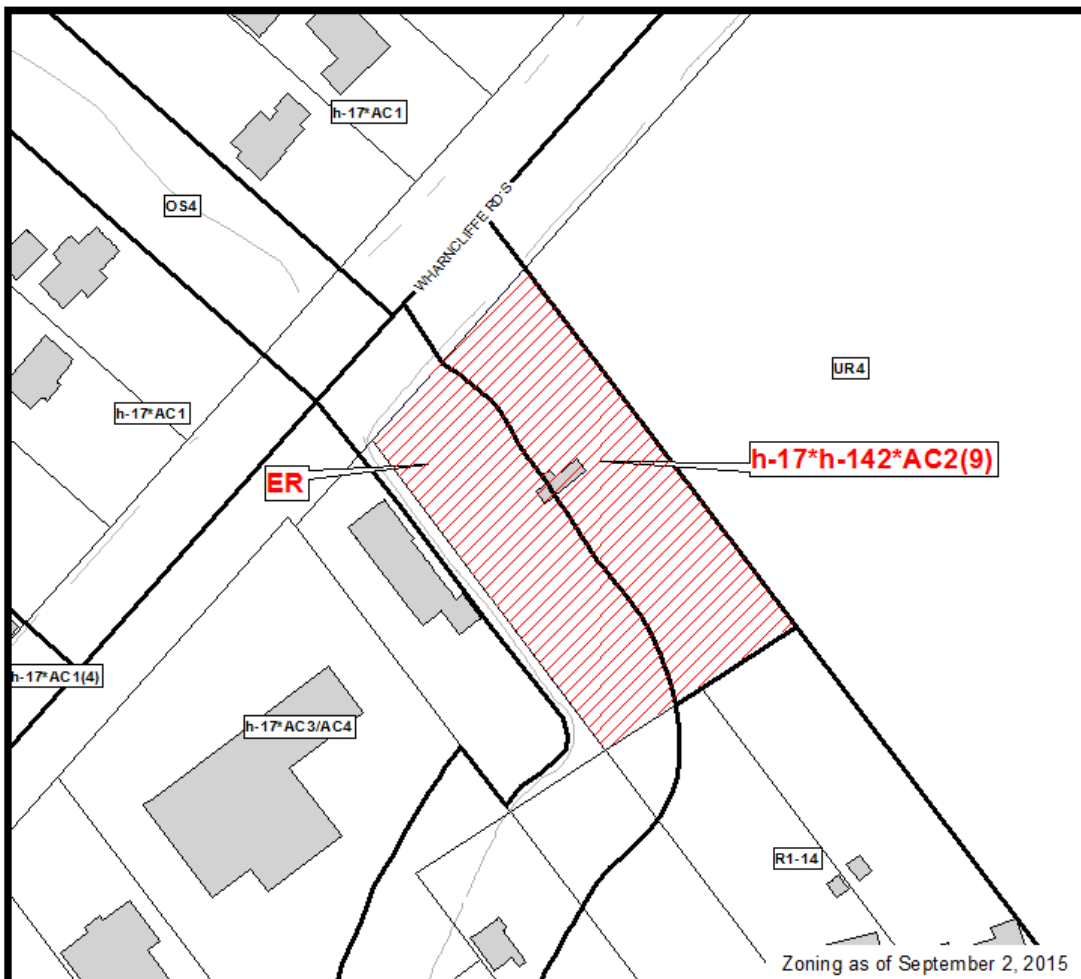 h-17*AC1
OS4
WHARNCLIFFE RD S
UR4
h-17*AC1
ER
h-17*h-142*AC2(9)
h-17*AC1(4)
h-17*AC3/AC4
R1-14
Zoning as of September 2, 2015